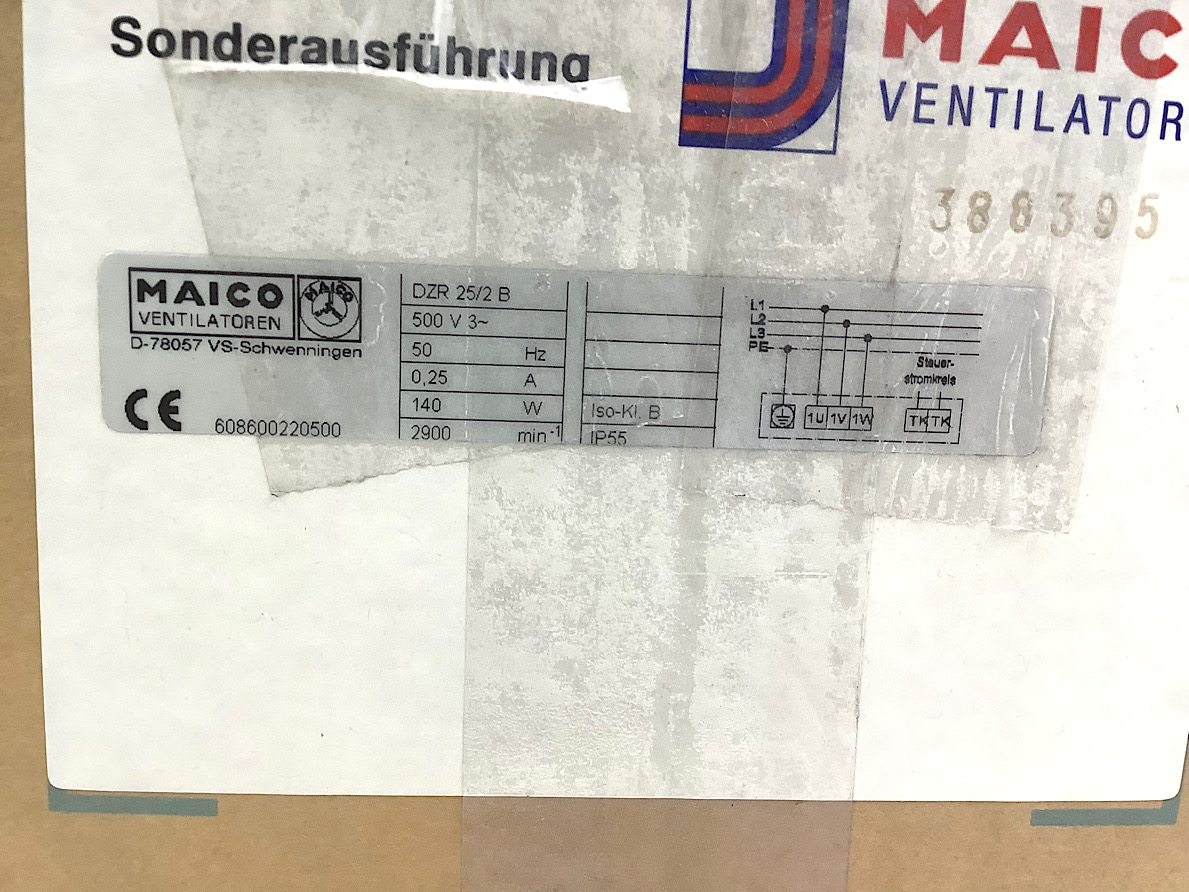 Sonderausführung
MAIC
VENTILATOR
388395
MAICO
VENTILATOREN
MAICO
D-78057 VS-Schwenningen
608600220500
DZR 25/2 B
500 V 3~
50 Hz
0,25 A
140 W
2900 min⁻¹
Iso-Kl. B
IP55
L1
L2
L3
PE
Steuer-
stromkreis
1U 1V 1W TK TK
CE